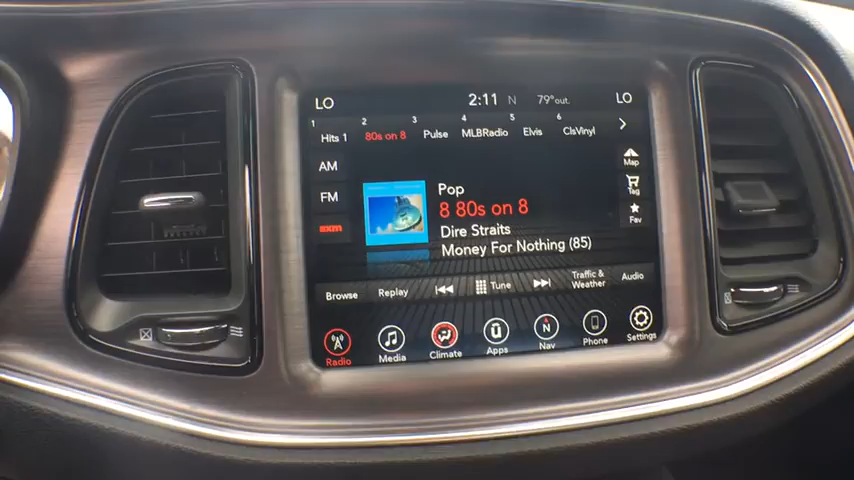 LO 2:11 N 79°out. LO
1 2 3 4 5 6
Hits 1 80s on 8 Pulse MLBRadio Elvis ClsVinyl
AM
Map
Pop
FM
Tag
8 80s on 8
sxm
Dire Straits
Fav
Money For Nothing (85)
Browse Replay Tune Traffic & Weather Audio
Radio Media Climate Apps Nav Phone Settings
N